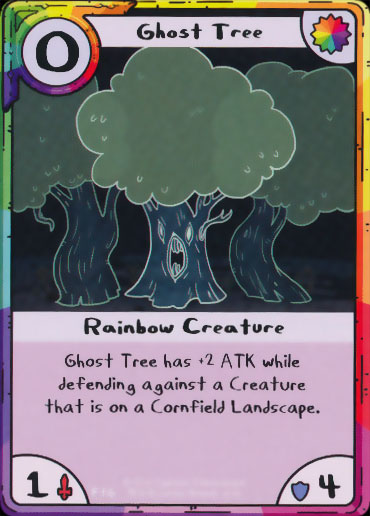 0
Ghost Tree
Rainbow Creature
Ghost Tree has +2 ATK while
defending against a Creature
that is on a Cornfield Landscape.
1
4